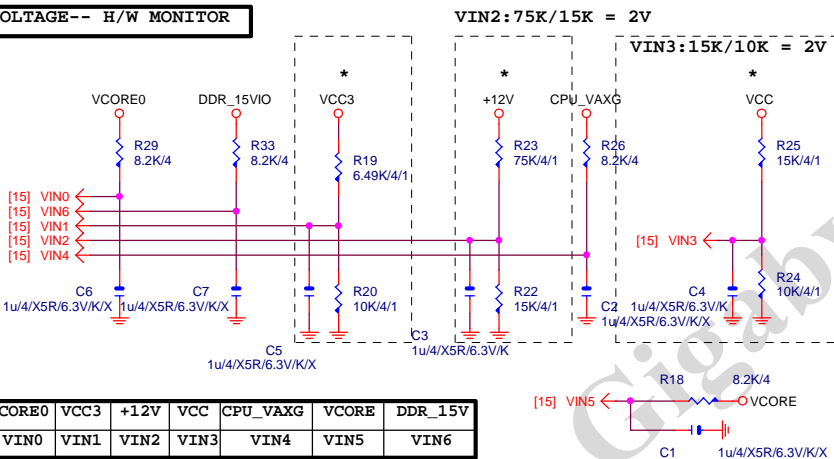 OLTAGE-- H/W MONITOR
VIN2:75K/15K = 2V
VIN3:15K/10K = 2V
* * *
VCORE0 DDR_15VIO VCC3 +12V CPU_VAXG VCC
R29 8.2K/4
R33 8.2K/4
R19 6.49K/4/1
R23 75K/4/1
R26 8.2K/4
R25 15K/4/1
[15] VIN0
[15] VIN6
[15] VIN1
[15] VIN2
[15] VIN4
[15] VIN3
C6 1u/4/X5R/6.3V/K/X
C7 1u/4/X5R/6.3V/K/X
R20 10K/4/1
C5 1u/4/X5R/6.3V/K/X
R22 15K/4/1
C3 1u/4/X5R/6.3V/K
C2 1u/4/X5R/6.3V/K/X
C4 1u/4/X5R/6.3V/K
R24 10K/4/1
[15] VIN5
R18 8.2K/4
VCORE
C1 1u/4/X5R/6.3V/K/X
CORE0 VCC3 +12V VCC CPU_VAXG VCORE DDR_15V
VIN0 VIN1 VIN2 VIN3 VIN4 VIN5 VIN6
Gigaby